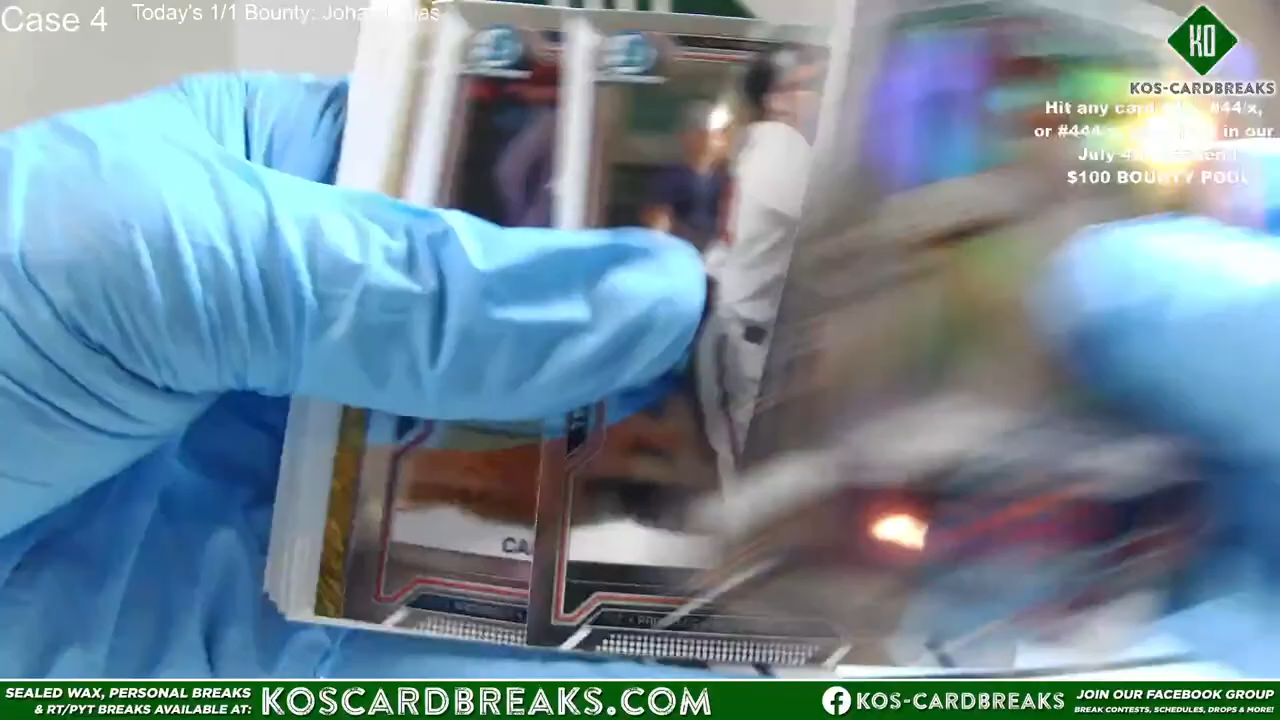 Case 4
Today's 1/1 Bounty:
KO
KOS-CARDBREAKS
Hit any card #44/x,
or #444/x, in our
July 4th
$100 BOUNTY POOL
CA
SEALED WAX, PERSONAL BREAKS
& RT/PYT BREAKS AVAILABLE AT:
KOSCARDBREAKS.COM
KOS-CARDBREAKS
JOIN OUR FACEBOOK GROUP
BREAK CONTESTS, SCHEDULES, DROPS & MORE!